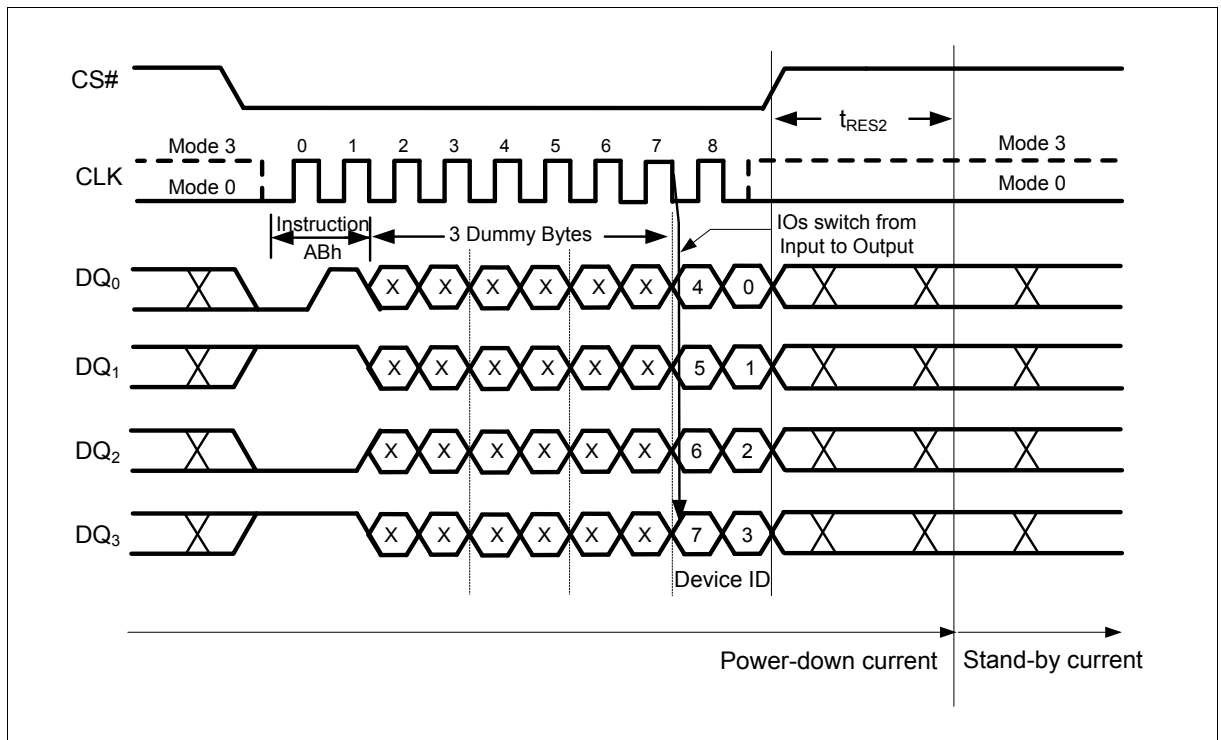 CS#
tRES2
0 1 2 3 4 5 6 7 8
Mode 3 Mode 3
CLK
Mode 0 Mode 0
Instruction
ABh
3 Dummy Bytes
IOs switch from
Input to Output
DQ0 X X X X X X 4 0
DQ1 X X X X X X 5 1
DQ2 X X X X X X 6 2
DQ3 X X X X X X 7 3
Device ID
Power-down current Stand-by current